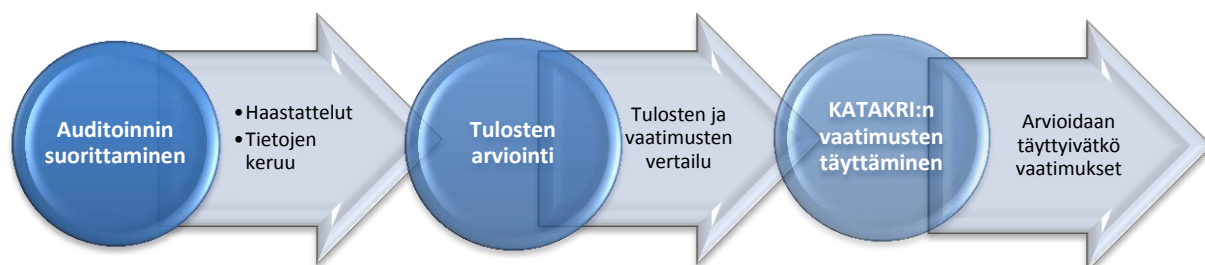 Auditoinnin
suorittaminen
•Haastattelut
•Tietojen
keruu
Tulosten
arviointi
Tulosten ja
vaatimusten
vertailu
KATAKRI:n
vaatimusten
täyttäminen
Arvioidaan
täyttyivätkö
vaatimukset